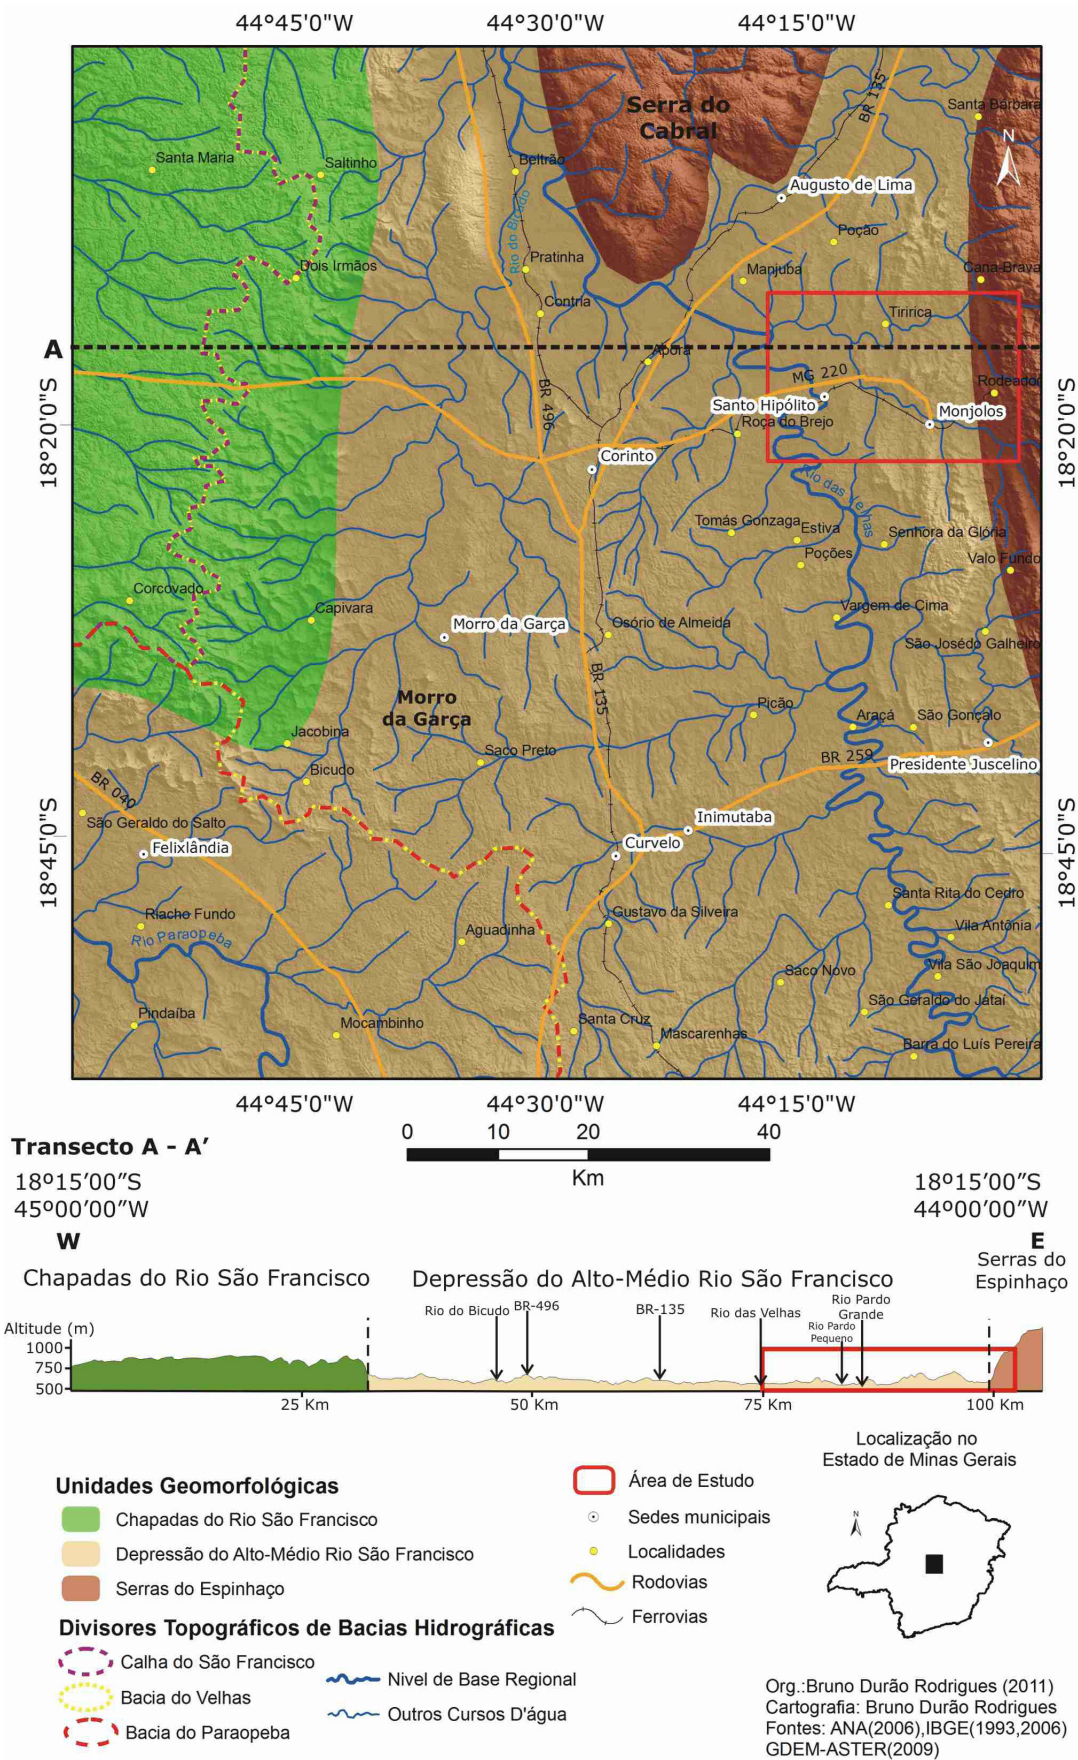 44°45'0"W
44°30'0"W
44°15'0"W
Serra do
Cabral
BR 135
Santa Bárbara
N
Santa Maria
Saltinho
Beltrão
Augusto de Lima
Rio do Bicudo
Poção
Dois Irmãos
Pratinha
Manjuba
Cana-Brava
Contria
Tiririca
A
Aporá
MG 220
Rodeador
18°20'0"S
BR 496
Santo Hipólito
Monjolos
18°20'0"S
Roça do Brejo
Corinto
Rio das Velhas
Tomás Gonzaga
Estiva
Senhora da Glória
Poções
Valo Fundo
Corcovado
Capivara
Vargem de Cima
Morro da Garça
Osório de Almeida
São Josédo Galheiro
BR 135
Morro
da Garça
Picão
Araçá
São Gonçalo
Jacobina
Saco Preto
BR 259
Presidente Juscelino
Bicudo
BR 040
18°45'0"S
São Geraldo do Salto
Inimutaba
18°45'0"S
Felixlândia
Curvelo
Santa Rita do Cedro
Riacho Fundo
Gustavo da Silveira
Vila Antônia
Rio Paraopeba
Aguadinha
Saco Novo
Vila São Joaquim
São Geraldo do Jataí
Pindaíba
Mocambinho
Santa Cruz
Mascarenhas
Barra do Luís Pereira
44°45'0"W
44°30'0"W
44°15'0"W
Transecto A - A’
0 10 20 40
Km
18º15’00”S
45º00’00”W
18º15’00”S
44º00’00”W
W
E
Chapadas do Rio São Francisco
Depressão do Alto-Médio Rio São Francisco
Serras do
Espinhaço
Rio do Bicudo
BR-496
BR-135
Rio das Velhas
Rio Pardo
Grande
Rio Pardo
Pequeno
Altitude (m)
1000
750
500
25 Km
50 Km
75 Km
100 Km
Localização no
Estado de Minas Gerais
N
Unidades Geomorfológicas
Chapadas do Rio São Francisco
Depressão do Alto-Médio Rio São Francisco
Serras do Espinhaço
Divisores Topográficos de Bacias Hidrográficas
Calha do São Francisco
Bacia do Velhas
Bacia do Paraopeba
Nivel de Base Regional
Outros Cursos D'água
Área de Estudo
Sedes municipais
Localidades
Rodovias
Ferrovias
Org.:Bruno Durão Rodrigues (2011)
Cartografia: Bruno Durão Rodrigues
Fontes: ANA(2006),IBGE(1993,2006)
GDEM-ASTER(2009)